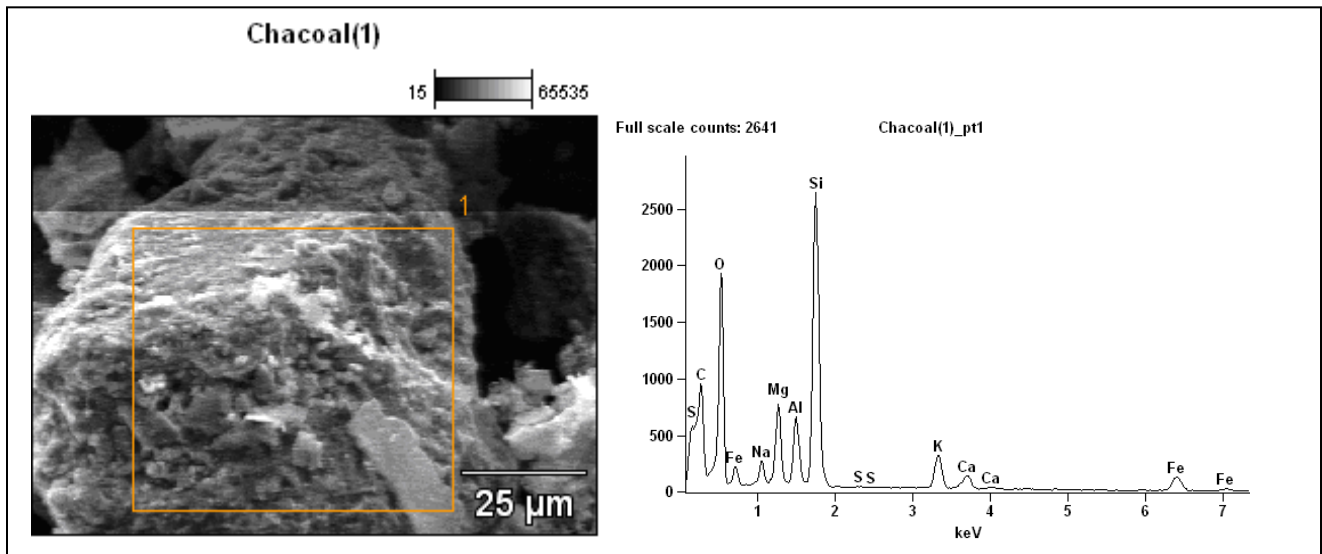 Chacoal(1)
15 65535
1
25 µm
Full scale counts: 2641 Chacoal(1)_pt1
2500
2000
1500
1000
500
0
S C O Fe Na Mg Al Si S S K Ca Ca Fe Fe
1 2 3 4 5 6 7
keV